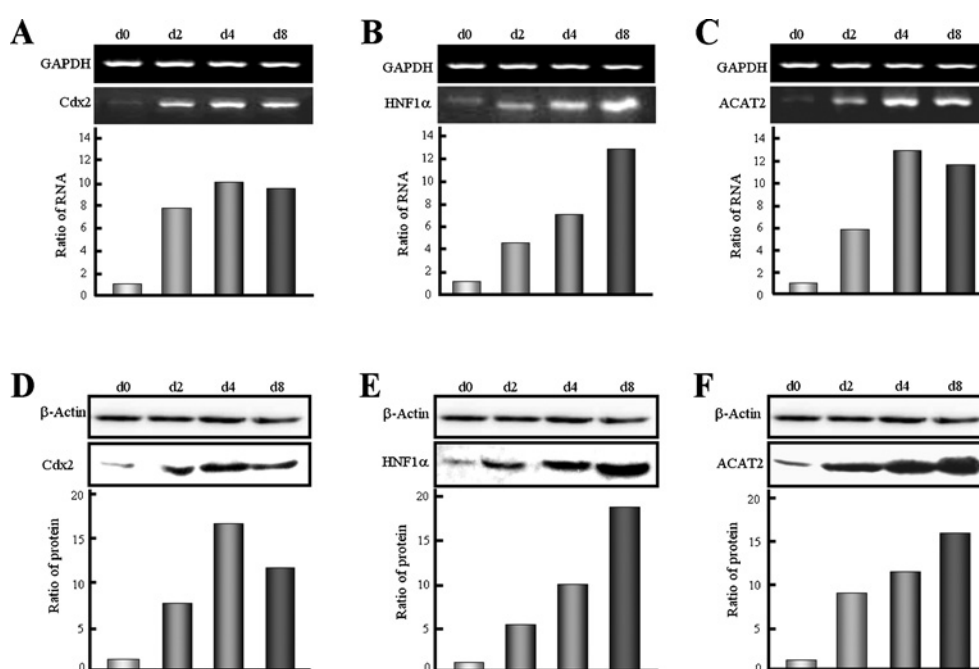 A
d0 d2 d4 d8
GAPDH
Cdx2
Ratio of RNA
14
12
10
8
6
4
2
0
B
d0 d2 d4 d8
GAPDH
HNF1α
Ratio of RNA
14
12
10
8
6
4
2
0
C
d0 d2 d4 d8
GAPDH
ACAT2
Ratio of RNA
14
12
10
8
6
4
2
0
D
d0 d2 d4 d8
β-Actin
Cdx2
Ratio of protein
20
15
10
5
E
d0 d2 d4 d8
β-Actin
HNF1α
Ratio of protein
20
15
10
5
F
d0 d2 d4 d8
β-Actin
ACAT2
Ratio of protein
20
15
10
5